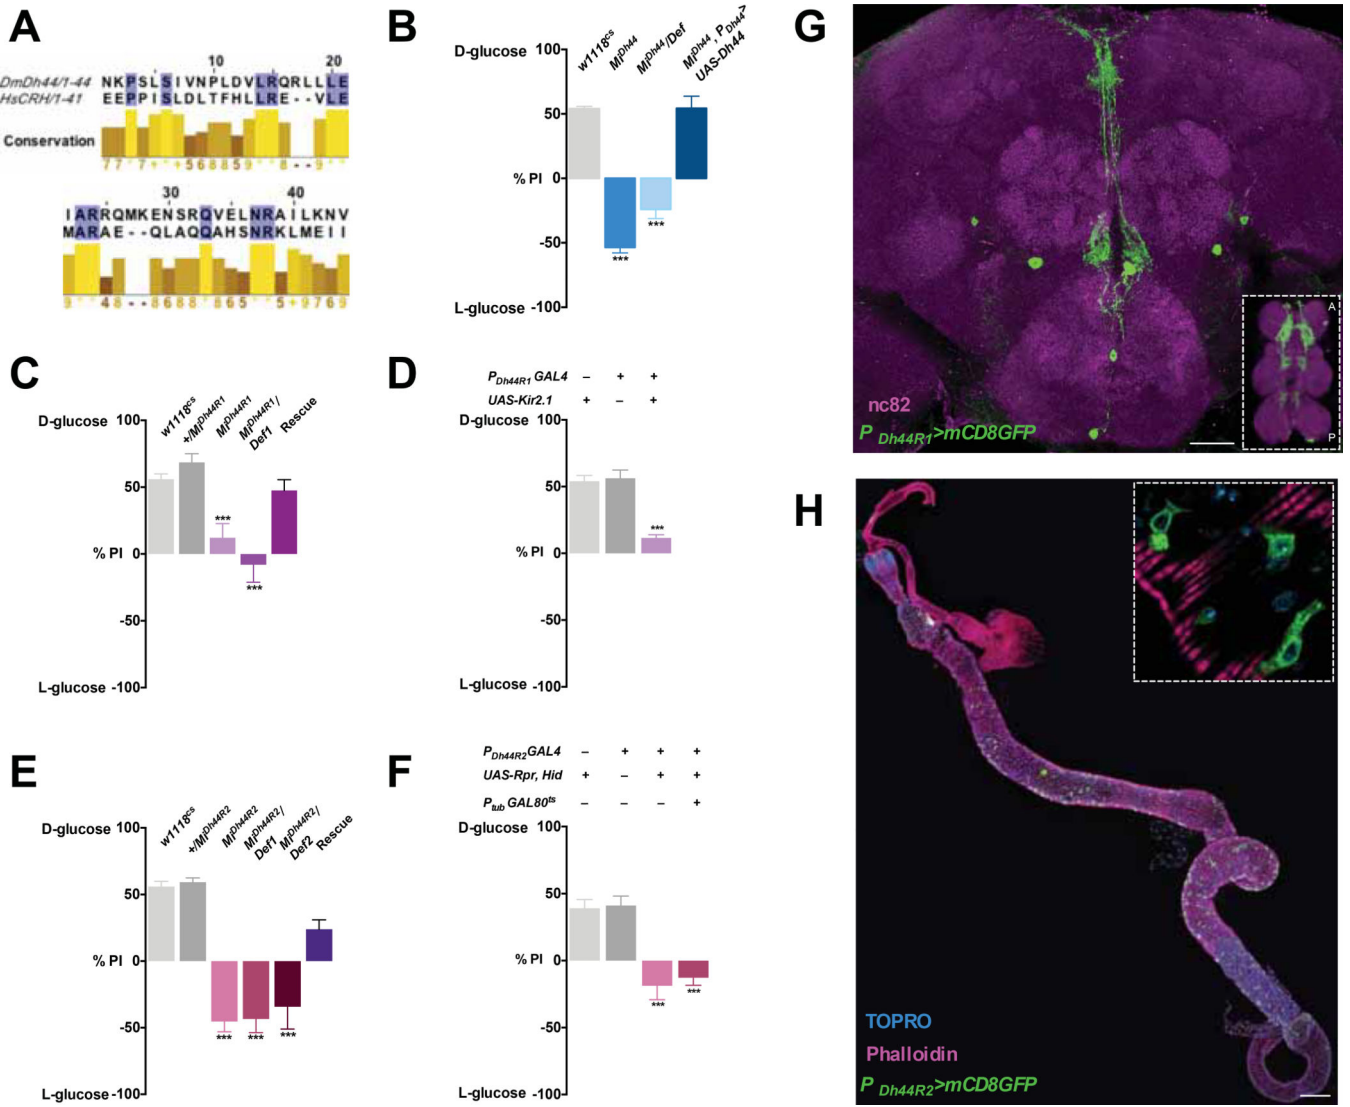 A
10 20
DmDh44/1-44 NKPSLSIVNPLDVLRQRLLLE
HsCRH/1-41 EEPPISLDLTFHLLRE--VLE
Conservation
30 40
IARRQMKENSRQVELNRAILKNV
MARAE--QLAQQAHSNRKLMEII
B
w1118cs MiDh44 MiDh44/Def MiDh44, PDh44>
UAS-Dh44
D-glucose 100
50
% PI 0
***
***
-50
L-glucose -100
C
w1118cs +/MiDh44R1 MiDh44R1 MiDh44R1/
Def1 Rescue
D-glucose 100
50
***
% PI 0
***
-50
L-glucose -100
D
PDh44R1GAL4 – + +
UAS-Kir2.1 + – +
D-glucose 100
50
***
% PI 0
-50
L-glucose -100
E
w1118cs +/MiDh44R2 MiDh44R2 MiDh44R2/
Def1 MiDh44R2/
Def2 Rescue
D-glucose 100
50
% PI 0
-50
*** *** ***
L-glucose -100
F
PDh44R2GAL4 – + + +
UAS-Rpr, Hid + – + +
PtubGAL80ts – – – +
D-glucose 100
50
% PI 0
*** ***
-50
L-glucose -100
G
A
nc82
P Dh44R1>mCD8GFP
P
H
TOPRO
Phalloidin
P Dh44R2>mCD8GFP